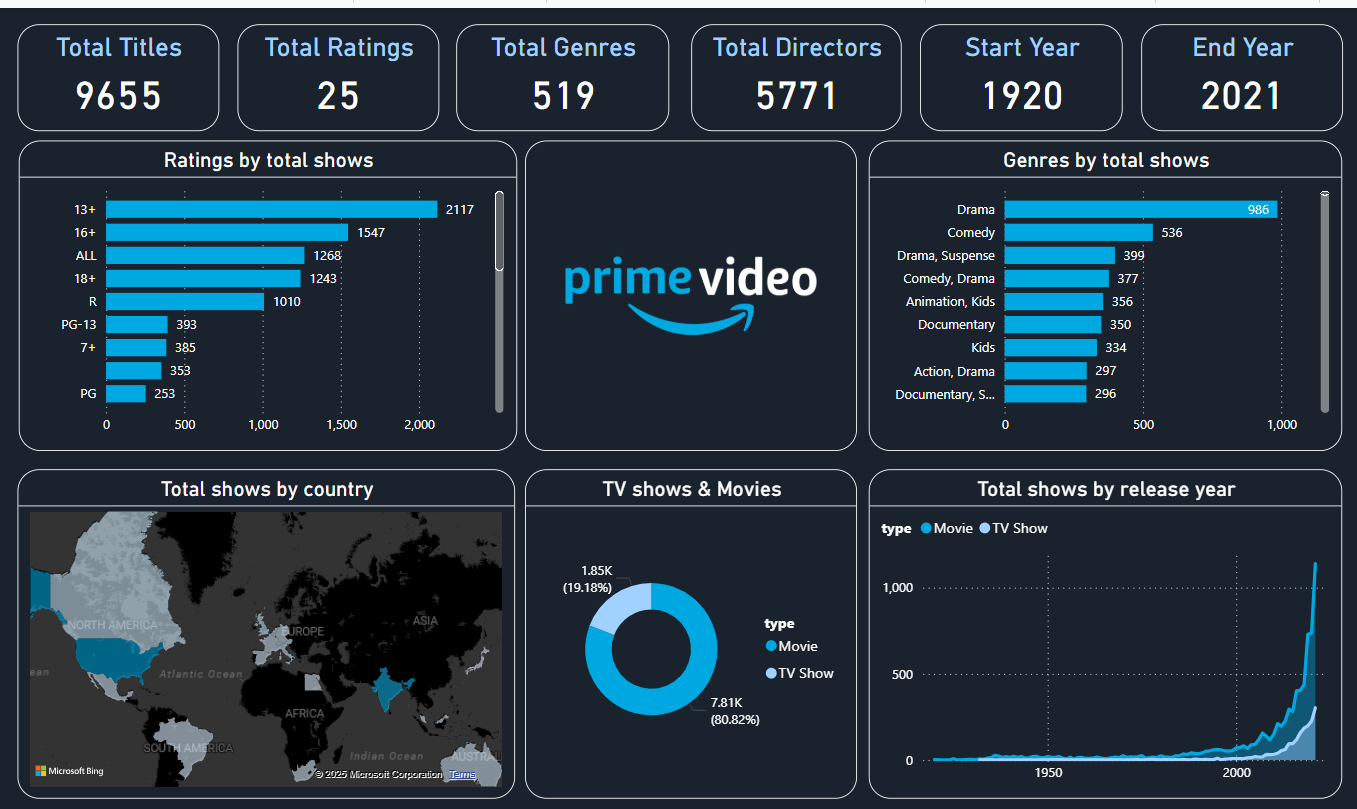 Total Titles
9655
Total Ratings
25
Total Genres
519
Total Directors
5771
Start Year
1920
End Year
2021
Ratings by total shows
13+ 2117
16+ 1547
ALL 1268
18+ 1243
R 1010
PG-13 393
7+ 385
353
PG 253
0 500 1,000 1,500 2,000
prime video
Genres by total shows
Drama 986
Comedy 536
Drama, Suspense 399
Comedy, Drama 377
Animation, Kids 356
Documentary 350
Kids 334
Action, Drama 297
Documentary, S... 296
0 500 1,000
Total shows by country
NORTH AMERICA
EUROPE
ASIA
ean
Atlantic Ocean
AFRICA
SOUTH AMERICA
Indian Ocean
AUSTRAL
Microsoft Bing
© 2025 Microsoft Corporation Terms
TV shows & Movies
1.85K
(19.18%)
7.81K
(80.82%)
type
Movie
TV Show
Total shows by release year
type Movie TV Show
1,000
500
0
1950 2000